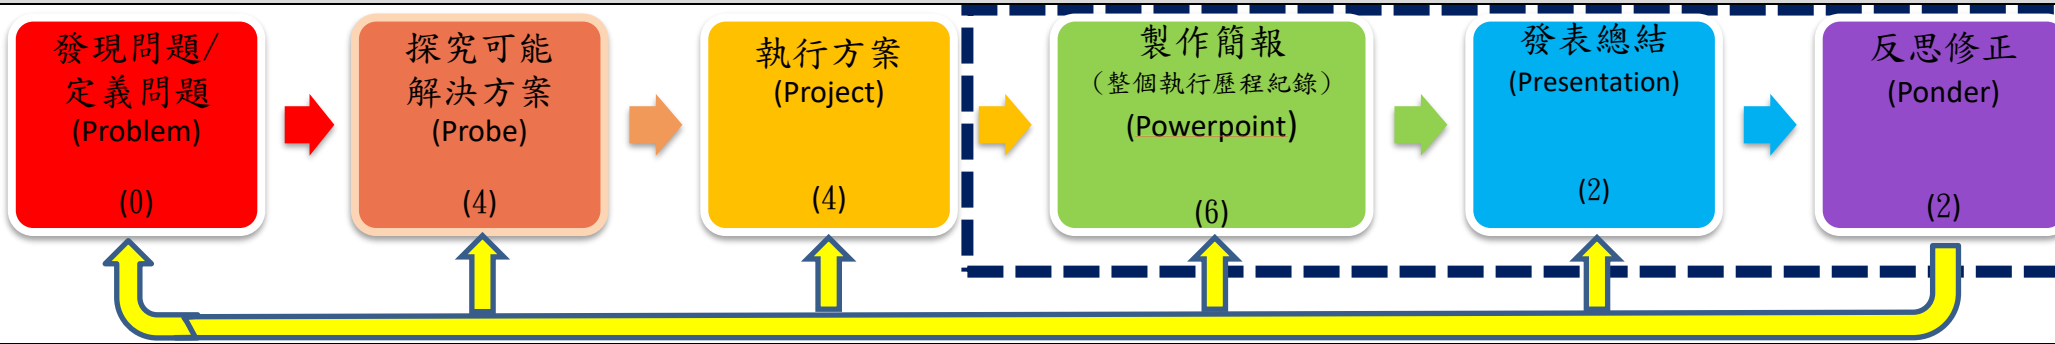 發現問題/
定義問題
(Problem)
(0)
探究可能
解決方案
(Probe)
(4)
執行方案
(Project)
(4)
製作簡報
(整個執行歷程紀錄)
(Powerpoint)
(6)
發表總結
(Presentation)
(2)
反思修正
(Ponder)
(2)